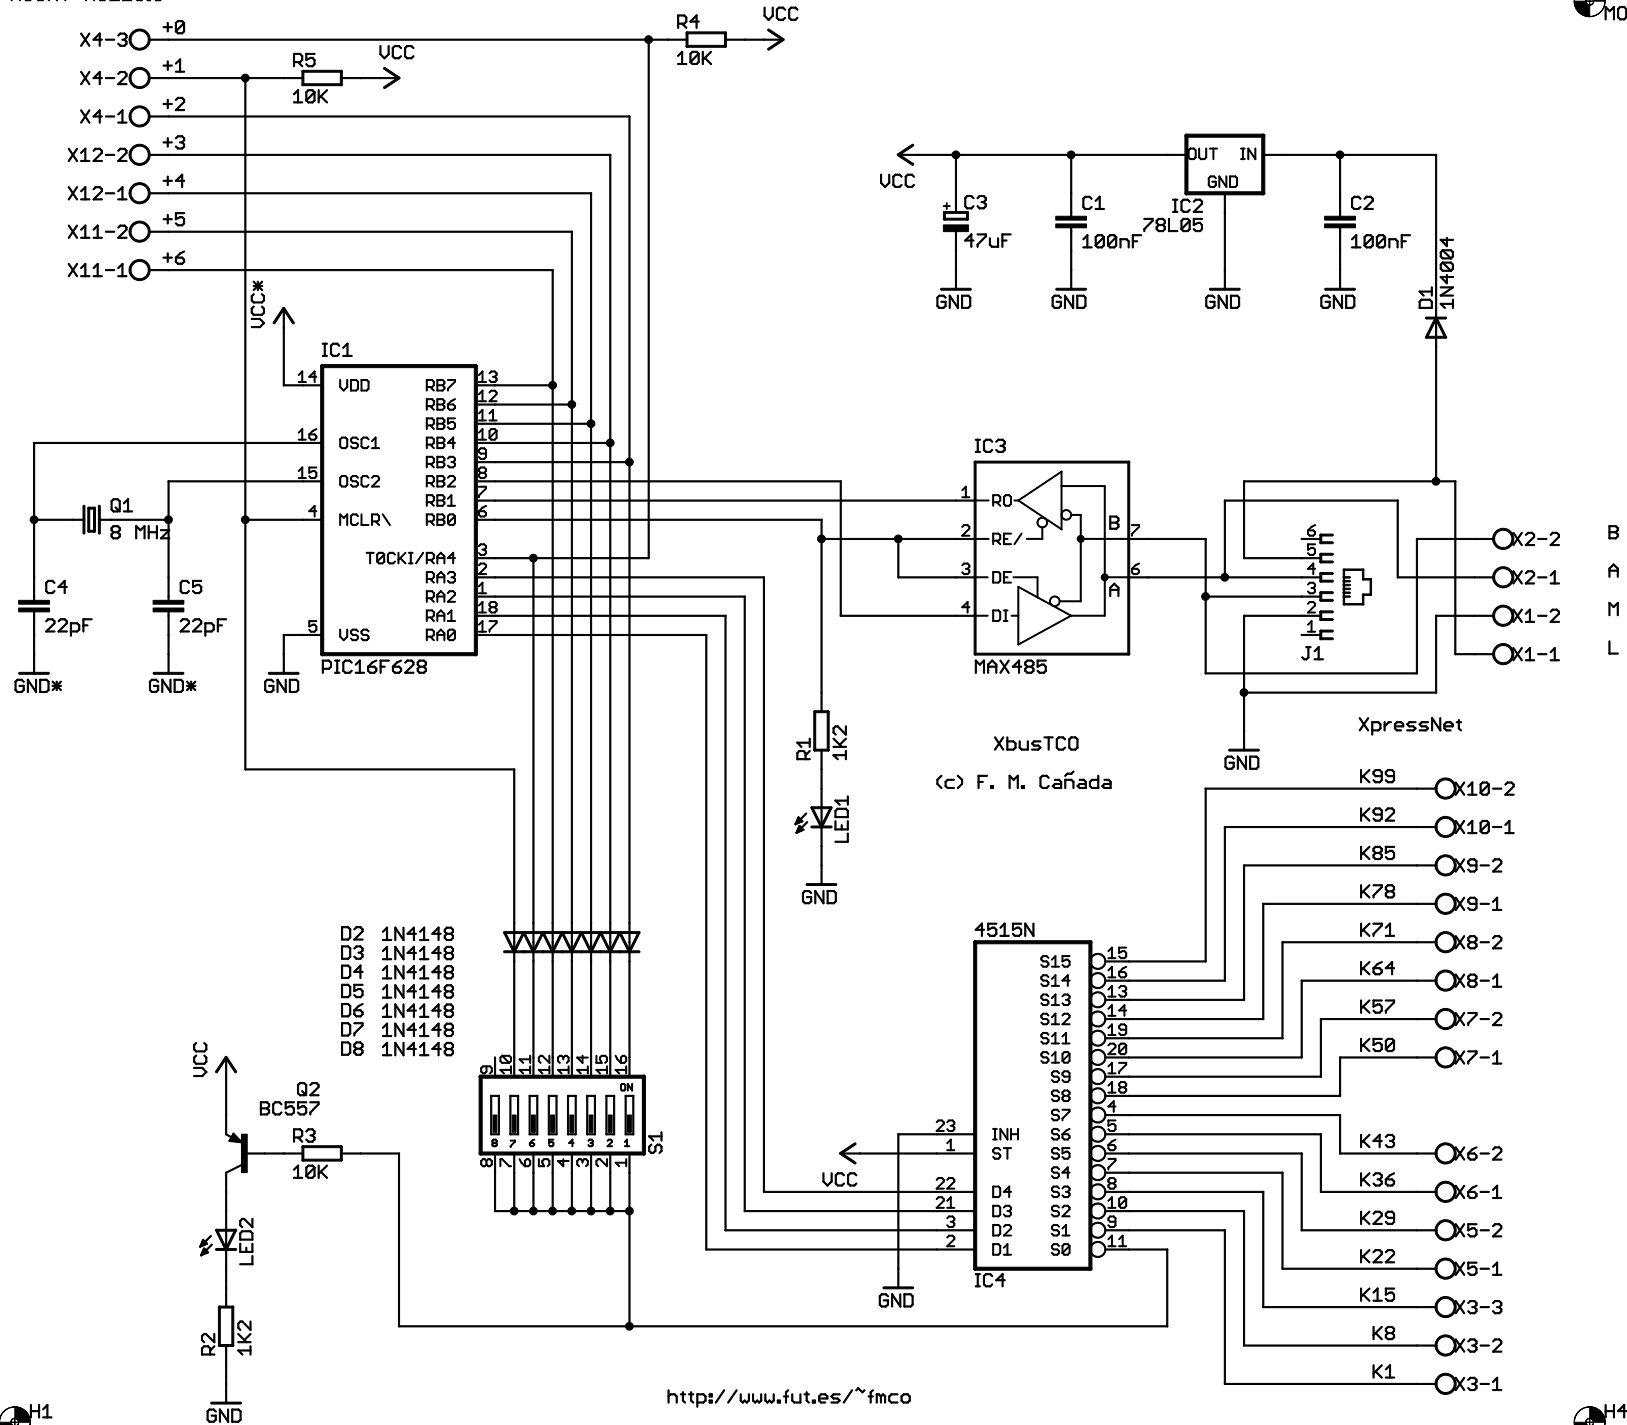 MO
X4-3 +0
R4
10K
VCC
X4-2 +1
R5
10K
VCC
X4-1 +2
X12-2 +3
X12-1 +4
X11-2 +5
X11-1 +6
VCC
OUT IN
GND
IC2
78L05
+ C3
47uF
C1
100nF
C2
100nF
GND
GND
GND
GND
D1
1N4004
VCC*
IC1
14 VDD
16 OSC1
15 OSC2
4 MCLR\
5 VSS
RB7 13
RB6 12
RB5 11
RB4 10
RB3 9
RB2 8
RB1 7
RB0 6
T0CKI/RA4 3
RA3 2
RA2 1
RA1 18
RA0 17
PIC16F628
Q1
8 MHz
C4
22pF
C5
22pF
GND*
GND*
GND
IC3
1 RO
2 RE/
3 DE
4 DI
B 7
A 6
MAX485
6
5
4
3
2
1
J1
X2-2 B
X2-1 A
X1-2 M
X1-1 L
GND
XpressNet
R1
1K2
LED1
GND
XbusTCO
(c) F. M. Cañada
K99 X10-2
K92 X10-1
K85 X9-2
K78 X9-1
K71 X8-2
K64 X8-1
K57 X7-2
K50 X7-1
K43 X6-2
K36 X6-1
K29 X5-2
K22 X5-1
K15 X3-3
K8 X3-2
K1 X3-1
4515N
S15 15
S14 16
S13 13
S12 14
S11 19
S10 20
S9 17
S8 18
S7 4
S6 5
S5 6
S4 7
S3 8
S2 10
S1 9
S0 11
23 INH
1 ST
22 D4
21 D3
3 D2
2 D1
IC4
VCC
GND
D2 1N4148
D3 1N4148
D4 1N4148
D5 1N4148
D6 1N4148
D7 1N4148
D8 1N4148
9 10 11 12 13 14 15 16
ON
8 7 6 5 4 3 2 1
S1
8 7 6 5 4 3 2 1
VCC
Q2
BC557
R3
10K
LED2
R2
1K2
GND
http://www.fut.es/~fmco
H1
H4